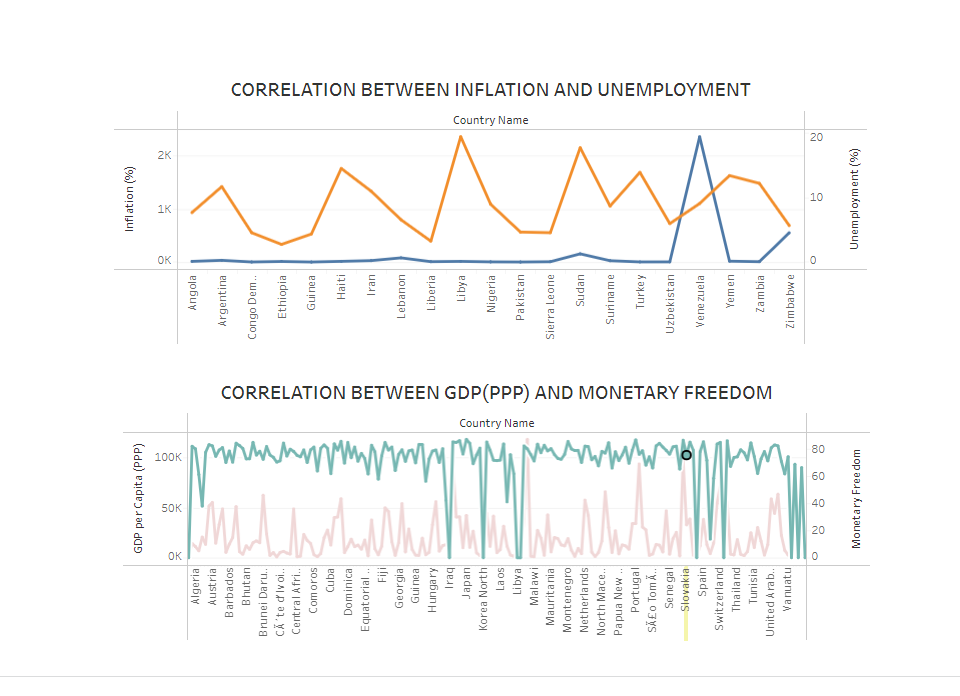 CORRELATION BETWEEN INFLATION AND UNEMPLOYMENT
Country Name
Inflation (%)
2K
1K
0K
20
10
0
Unemployment (%)
Angola
Argentina
Congo Dem..
Ethiopia
Guinea
Haiti
Iran
Lebanon
Liberia
Libya
Nigeria
Pakistan
Sierra Leone
Sudan
Suriname
Turkey
Uzbekistan
Venezuela
Yemen
Zambia
Zimbabwe
CORRELATION BETWEEN GDP(PPP) AND MONETARY FREEDOM
Country Name
GDP per Capita (PPP)
100K
50K
0K
80
60
40
20
0
Monetary Freedom
Algeria
Austria
Barbados
Bhutan
Brunei Daru..
CÃ´te d'Ivoi..
Central Afri..
Comoros
Cuba
Dominica
Equatorial ..
Fiji
Georgia
Guinea
Hungary
Iraq
Japan
Korea North
Laos
Libya
Malawi
Mauritania
Montenegro
Netherlands
North Mace..
Papua New ..
Portugal
SÃ£o TomÃ..
Senegal
Slovakia
Spain
Switzerland
Thailand
Tunisia
United Arab..
Vanuatu